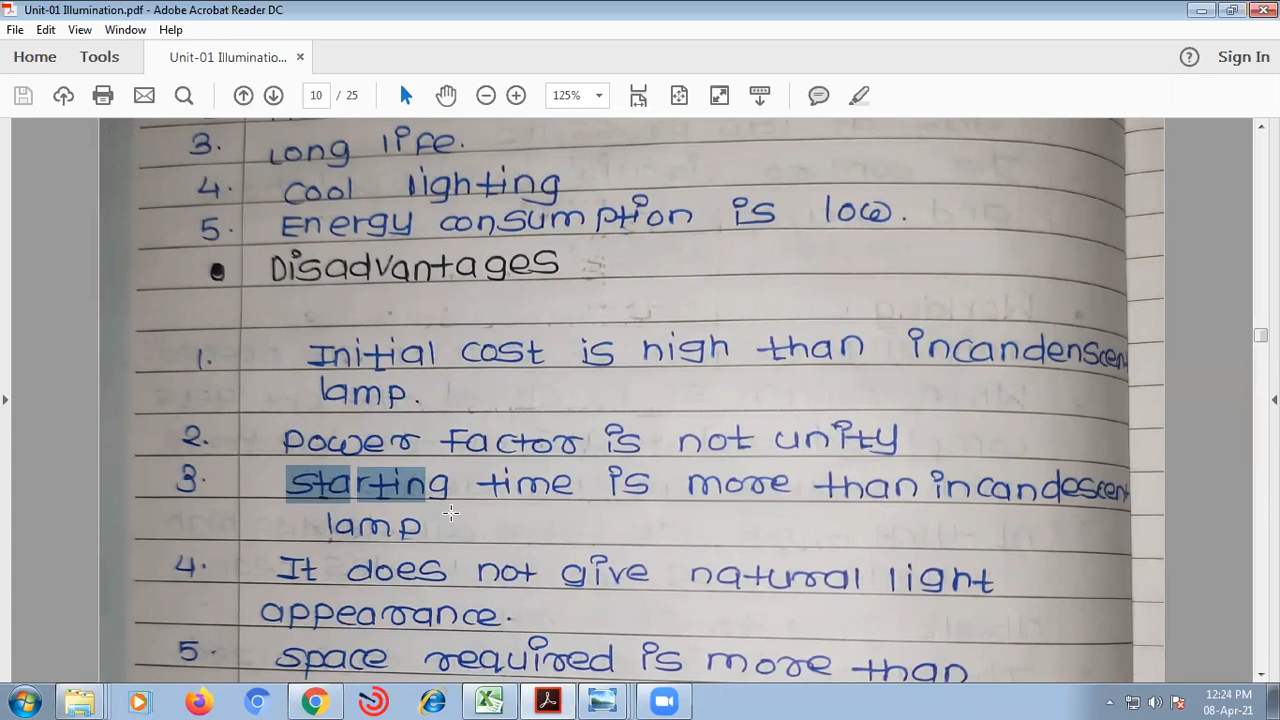 Unit-01 Illumination.pdf - Adobe Acrobat Reader DC
File Edit View Window Help
Home Tools Unit-01 Illuminatio... × Sign In
10 / 25 125%
3. Long life.
4. Cool lighting
5. Energy consumption is low.
• Disadvantages
1. Initial cost is high than incandenscent
lamp.
2. Power Factor is not unity
3. starting time is more than incandescent
lamp
4. It does not give natural light
appearance.
5. space required is more than
12:24 PM
08-Apr-21